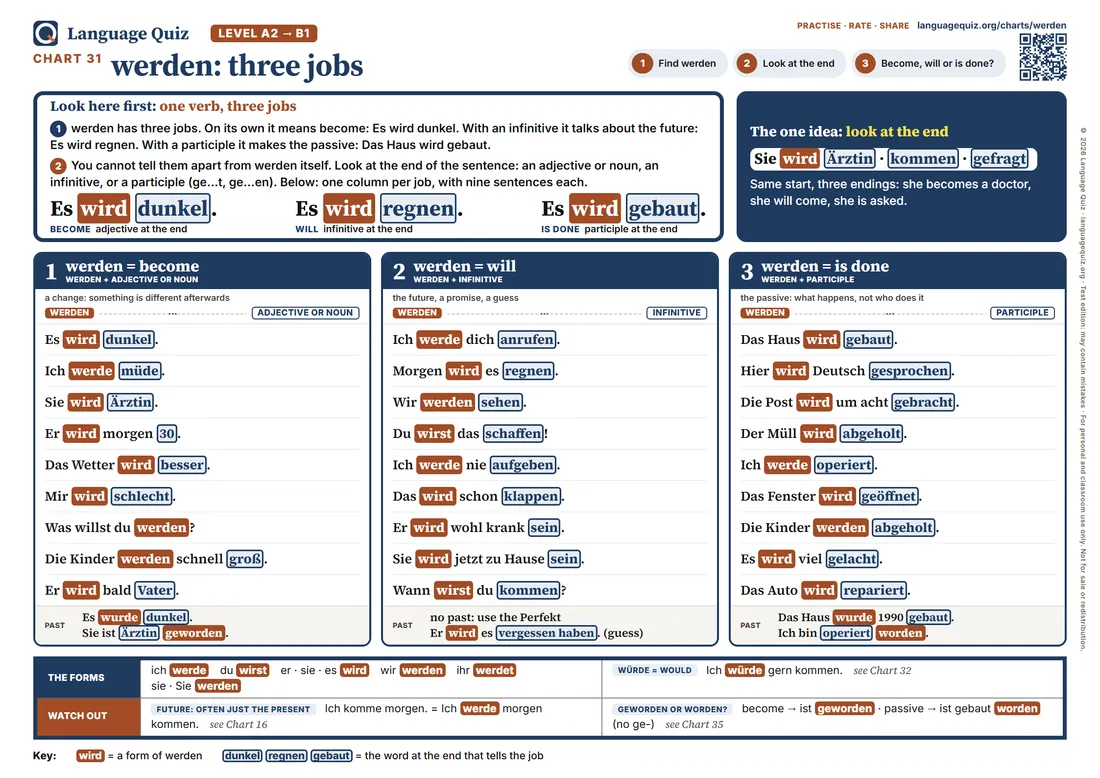 Language Quiz
LEVEL A2 → B1
PRACTISE · RATE · SHARE languagequiz.org/charts/werden
CHART 31 werden: three jobs
1 Find werden
2 Look at the end
3 Become, will or is done?
Look here first: one verb, three jobs
1 werden has three jobs. On its own it means become: Es wird dunkel. With an infinitive it talks about the future:
Es wird regnen. With a participle it makes the passive: Das Haus wird gebaut.
2 You cannot tell them apart from werden itself. Look at the end of the sentence: an adjective or noun, an
infinitive, or a participle (ge...t, ge...en). Below: one column per job, with nine sentences each.
Es wird dunkel.
BECOME adjective at the end
Es wird regnen.
WILL infinitive at the end
Es wird gebaut.
IS DONE participle at the end
The one idea: look at the end
Sie wird Ärztin · kommen · gefragt
Same start, three endings: she becomes a doctor,
she will come, she is asked.
1 werden = become
WERDEN + ADJECTIVE OR NOUN
a change: something is different afterwards
WERDEN ... ADJECTIVE OR NOUN
Es wird dunkel.
Ich werde müde.
Sie wird Ärztin.
Er wird morgen 30.
Das Wetter wird besser.
Mir wird schlecht.
Was willst du werden?
Die Kinder werden schnell groß.
Er wird bald Vater.
PAST
Es wurde dunkel.
Sie ist Ärztin geworden.
2 werden = will
WERDEN + INFINITIVE
the future, a promise, a guess
WERDEN ... INFINITIVE
Ich werde dich anrufen.
Morgen wird es regnen.
Wir werden sehen.
Du wirst das schaffen!
Ich werde nie aufgeben.
Das wird schon klappen.
Er wird wohl krank sein.
Sie wird jetzt zu Hause sein.
Wann wirst du kommen?
PAST
no past: use the Perfekt
Er wird es vergessen haben. (guess)
3 werden = is done
WERDEN + PARTICIPLE
the passive: what happens, not who does it
WERDEN ... PARTICIPLE
Das Haus wird gebaut.
Hier wird Deutsch gesprochen.
Die Post wird um acht gebracht.
Der Müll wird abgeholt.
Ich werde operiert.
Das Fenster wird geöffnet.
Die Kinder werden abgeholt.
Es wird viel gelacht.
Das Auto wird repariert.
PAST
Das Haus wurde 1990 gebaut.
Ich bin operiert worden.
THE FORMS
ich werde du wirst er · sie · es wird wir werden ihr werdet
sie · Sie werden
WÜRDE = WOULD Ich würde gern kommen. see Chart 32
WATCH OUT
FUTURE: OFTEN JUST THE PRESENT Ich komme morgen. = Ich werde morgen
kommen. see Chart 16
GEWORDEN OR WORDEN? become → ist geworden · passive → ist gebaut worden
(no ge-) see Chart 35
Key: wird = a form of werden dunkel regnen gebaut = the word at the end that tells the job
© 2026 Language Quiz · languagequiz.org · Test edition: may contain mistakes · For personal and classroom use only. Not for sale or redistribution.